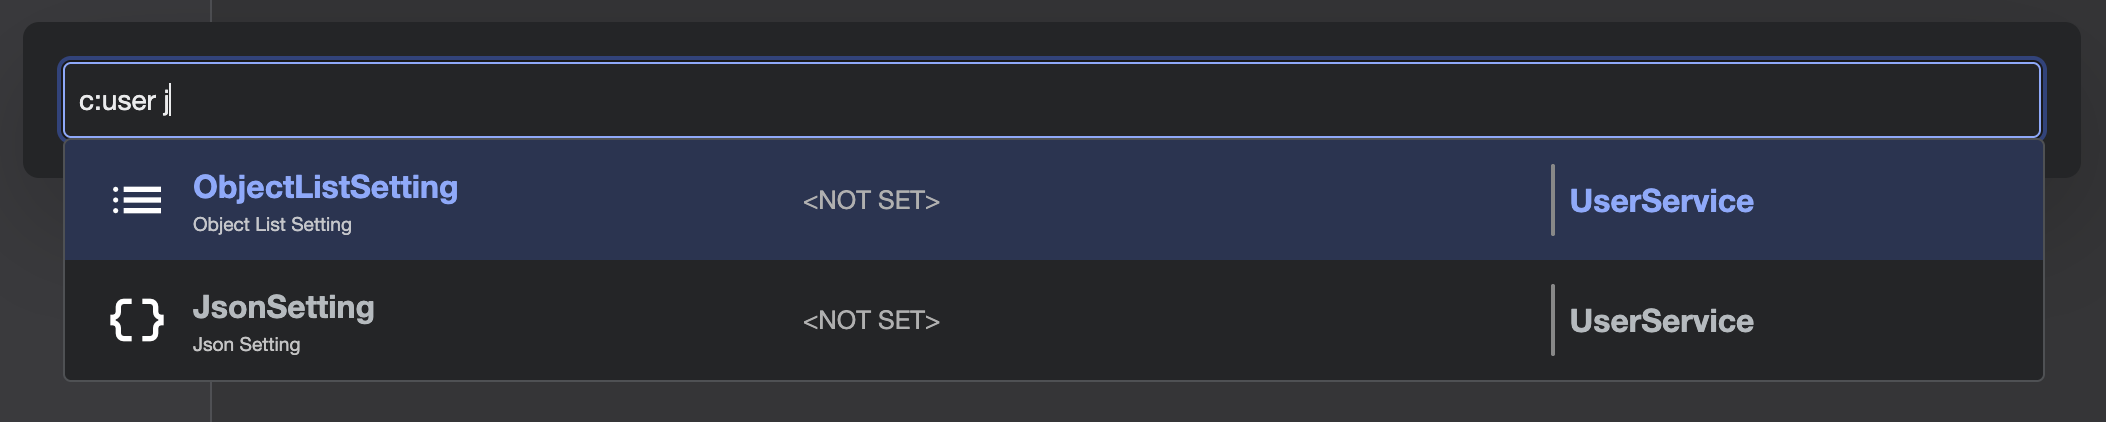 c:user j
ObjectListSetting
Object List Setting
<NOT SET>
UserService
JsonSetting
Json Setting
<NOT SET>
UserService